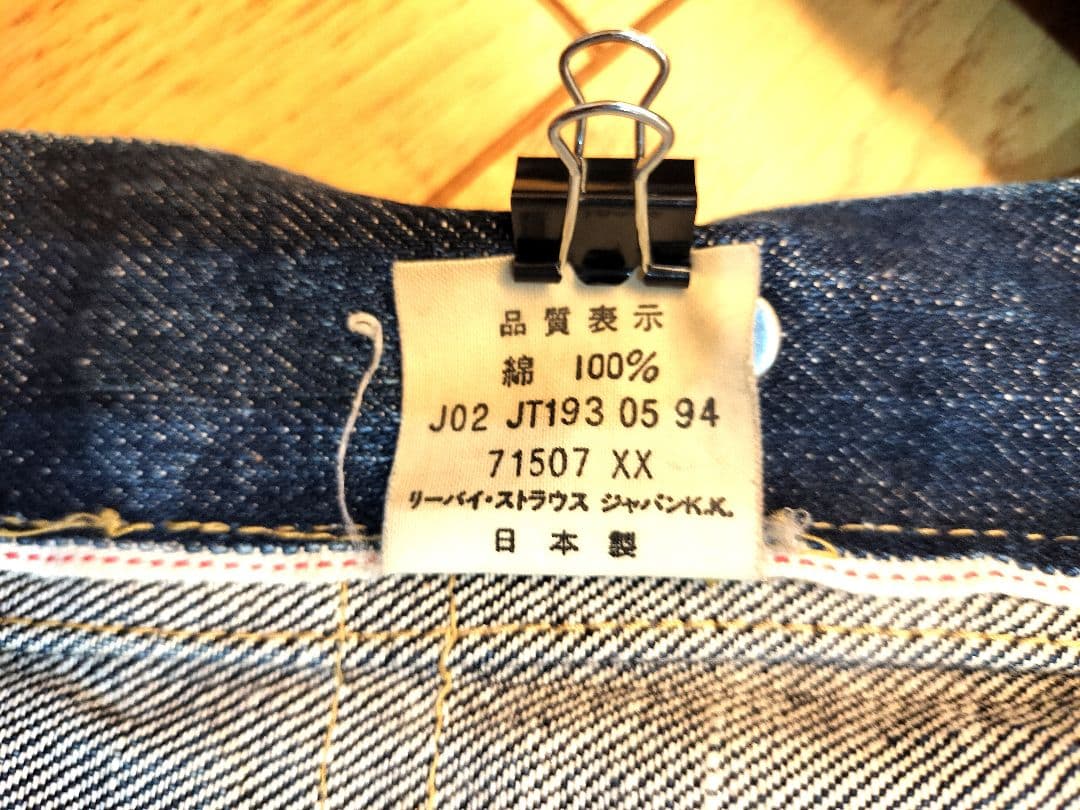 品質表示
綿 100%
J02 JT193 05 94
71507 XX
リーバイ・ストラウス ジャパンK.K.
日本製